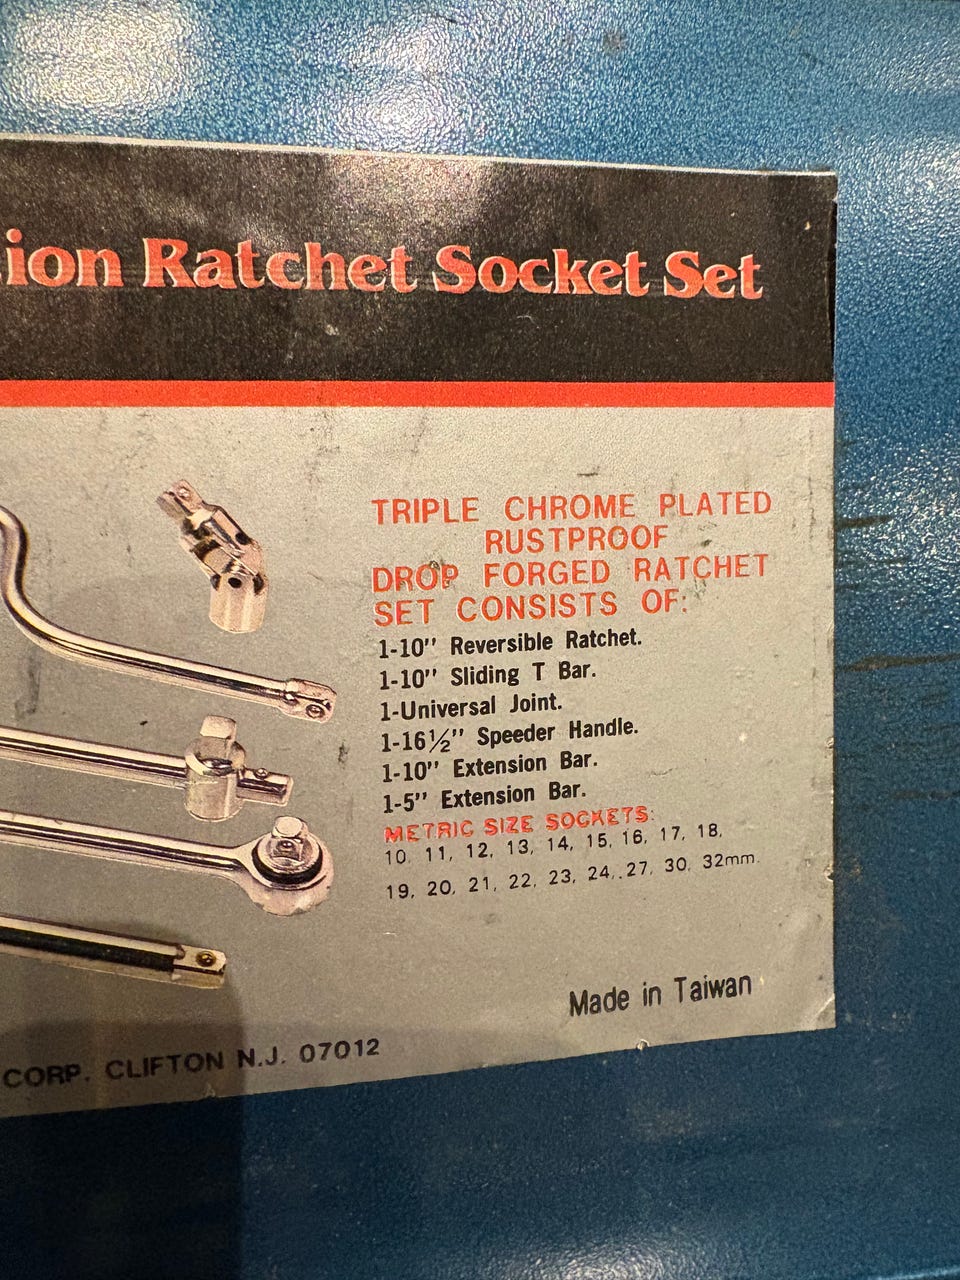 ion Ratchet Socket Set
TRIPLE CHROME PLATED
RUSTPROOF
DROP FORGED RATCHET
SET CONSISTS OF:
1-10" Reversible Ratchet.
1-10" Sliding T Bar.
1-Universal Joint.
1-16½" Speeder Handle.
1-10" Extension Bar.
1-5" Extension Bar.
METRIC SIZE SOCKETS:
10, 11, 12, 13, 14, 15, 16, 17, 18,
19, 20, 21, 22, 23, 24,.27, 30, 32mm.
Made in Taiwan
CORP. CLIFTON N.J. 07012